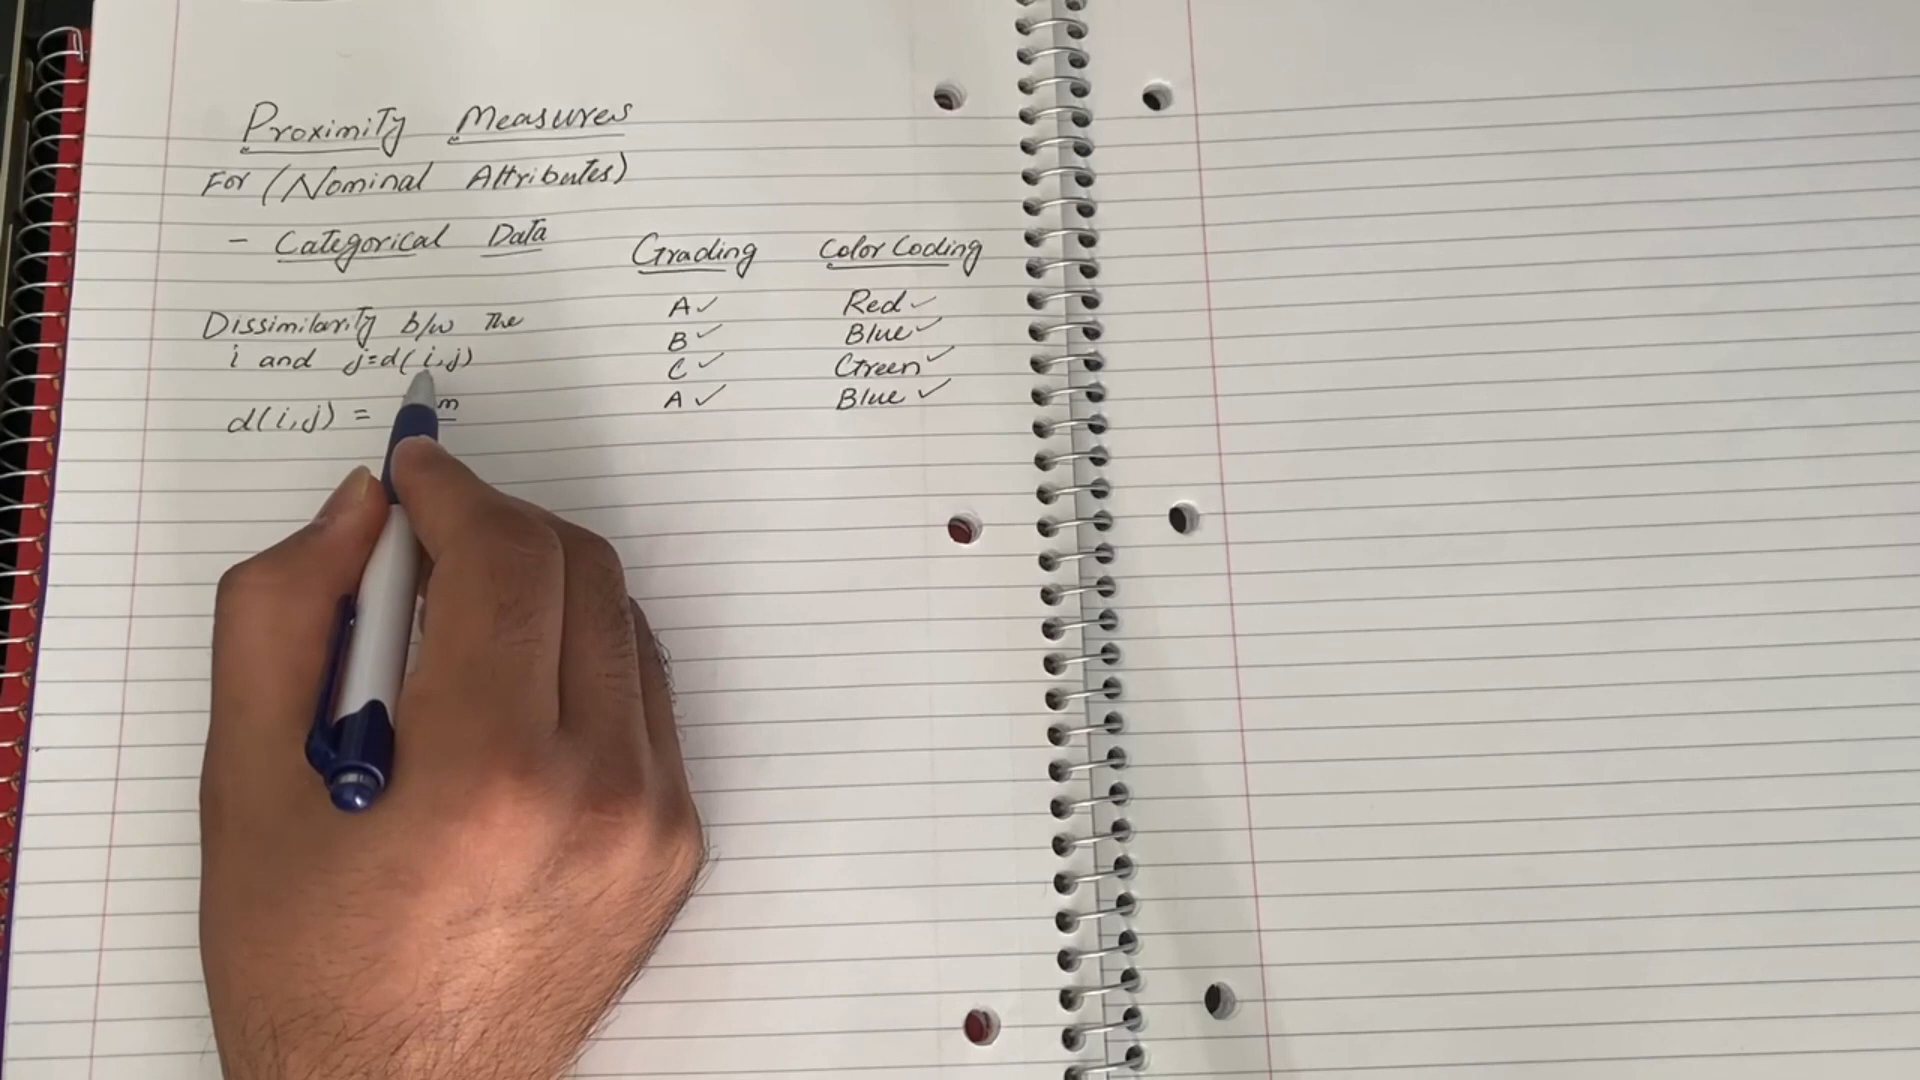 Proximity Measures
For (Nominal Attributes)
- Categorical Data
Dissimilarity b/w The
i and j=d(i,j)
d(i,j) = m
Grading Color Coding
A✓ Red✓
B✓ Blue✓
C✓ Green✓
A✓ Blue✓